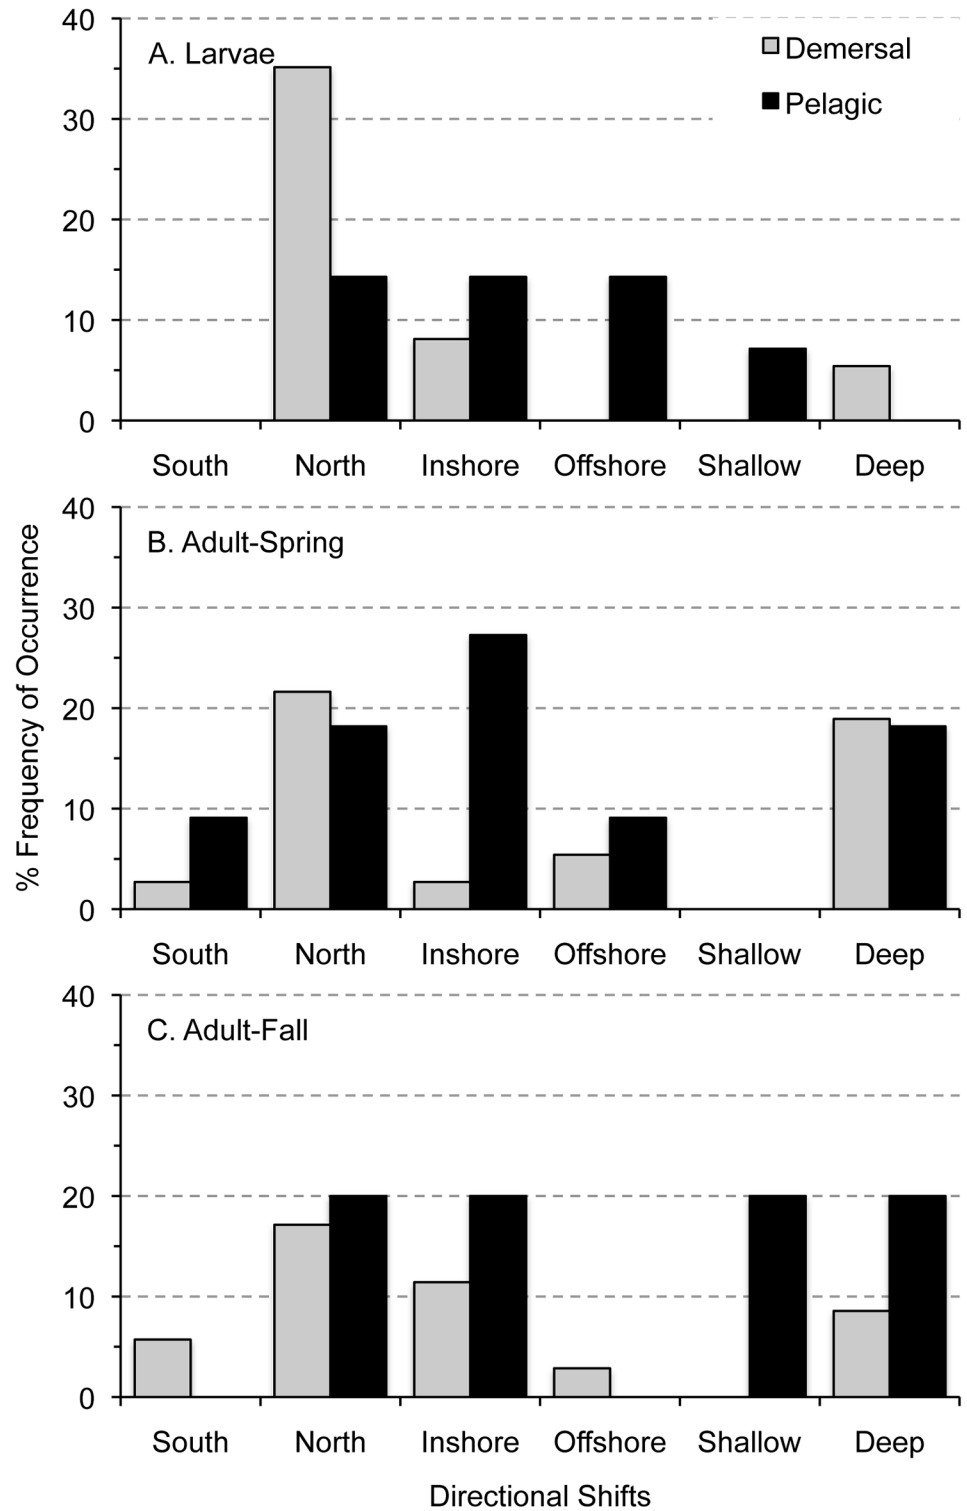 40
A. Larvae
Demersal
Pelagic
30
20
10
0
South North Inshore Offshore Shallow Deep
% Frequency of Occurrence
40
B. Adult-Spring
30
20
10
0
South North Inshore Offshore Shallow Deep
40
C. Adult-Fall
30
20
10
0
South North Inshore Offshore Shallow Deep
Directional Shifts